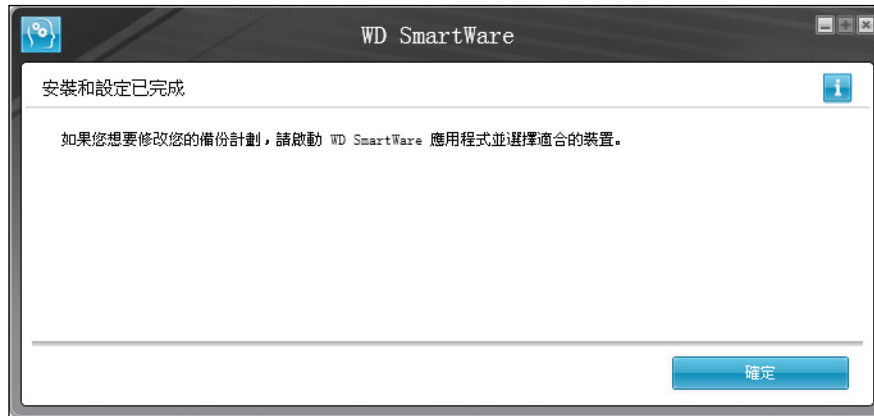 WD SmartWare
安裝和設定已完成
如果您想要修改您的備份計劃，請啟動 WD SmartWare 應用程式並選擇適合的裝置。
確定